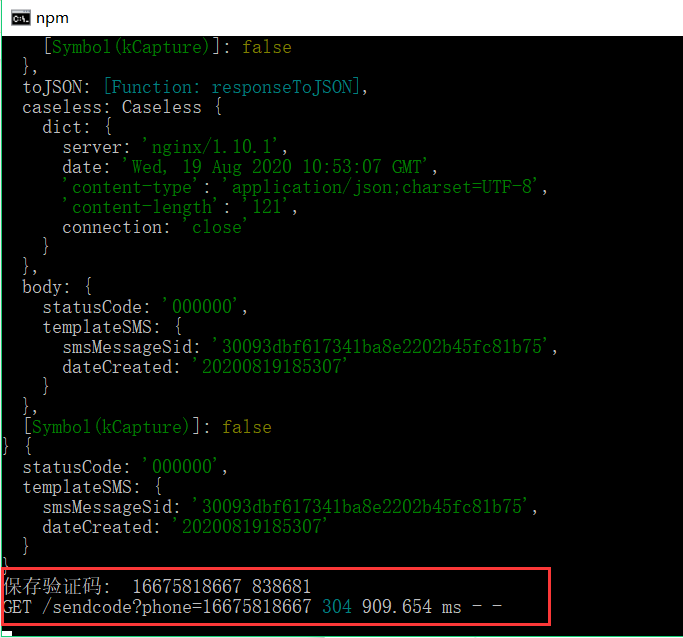 npm
[Symbol(kCapture)]: false
},
toJSON: [Function: responseToJSON],
caseless: Caseless {
dict: {
server: 'nginx/1.10.1',
date: 'Wed, 19 Aug 2020 10:53:07 GMT',
'content-type': 'application/json;charset=UTF-8',
'content-length': '121',
connection: 'close'
}
},
body: {
statusCode: '000000',
templateSMS: {
smsMessageSid: '30093dbf617341ba8e2202b45fc81b75',
dateCreated: '20200819185307'
}
},
[Symbol(kCapture)]: false
} {
statusCode: '000000',
templateSMS: {
smsMessageSid: '30093dbf617341ba8e2202b45fc81b75',
dateCreated: '20200819185307'
}
}
保存验证码: 16675818667 838681
GET /sendcode?phone=16675818667 304 909.654 ms - -